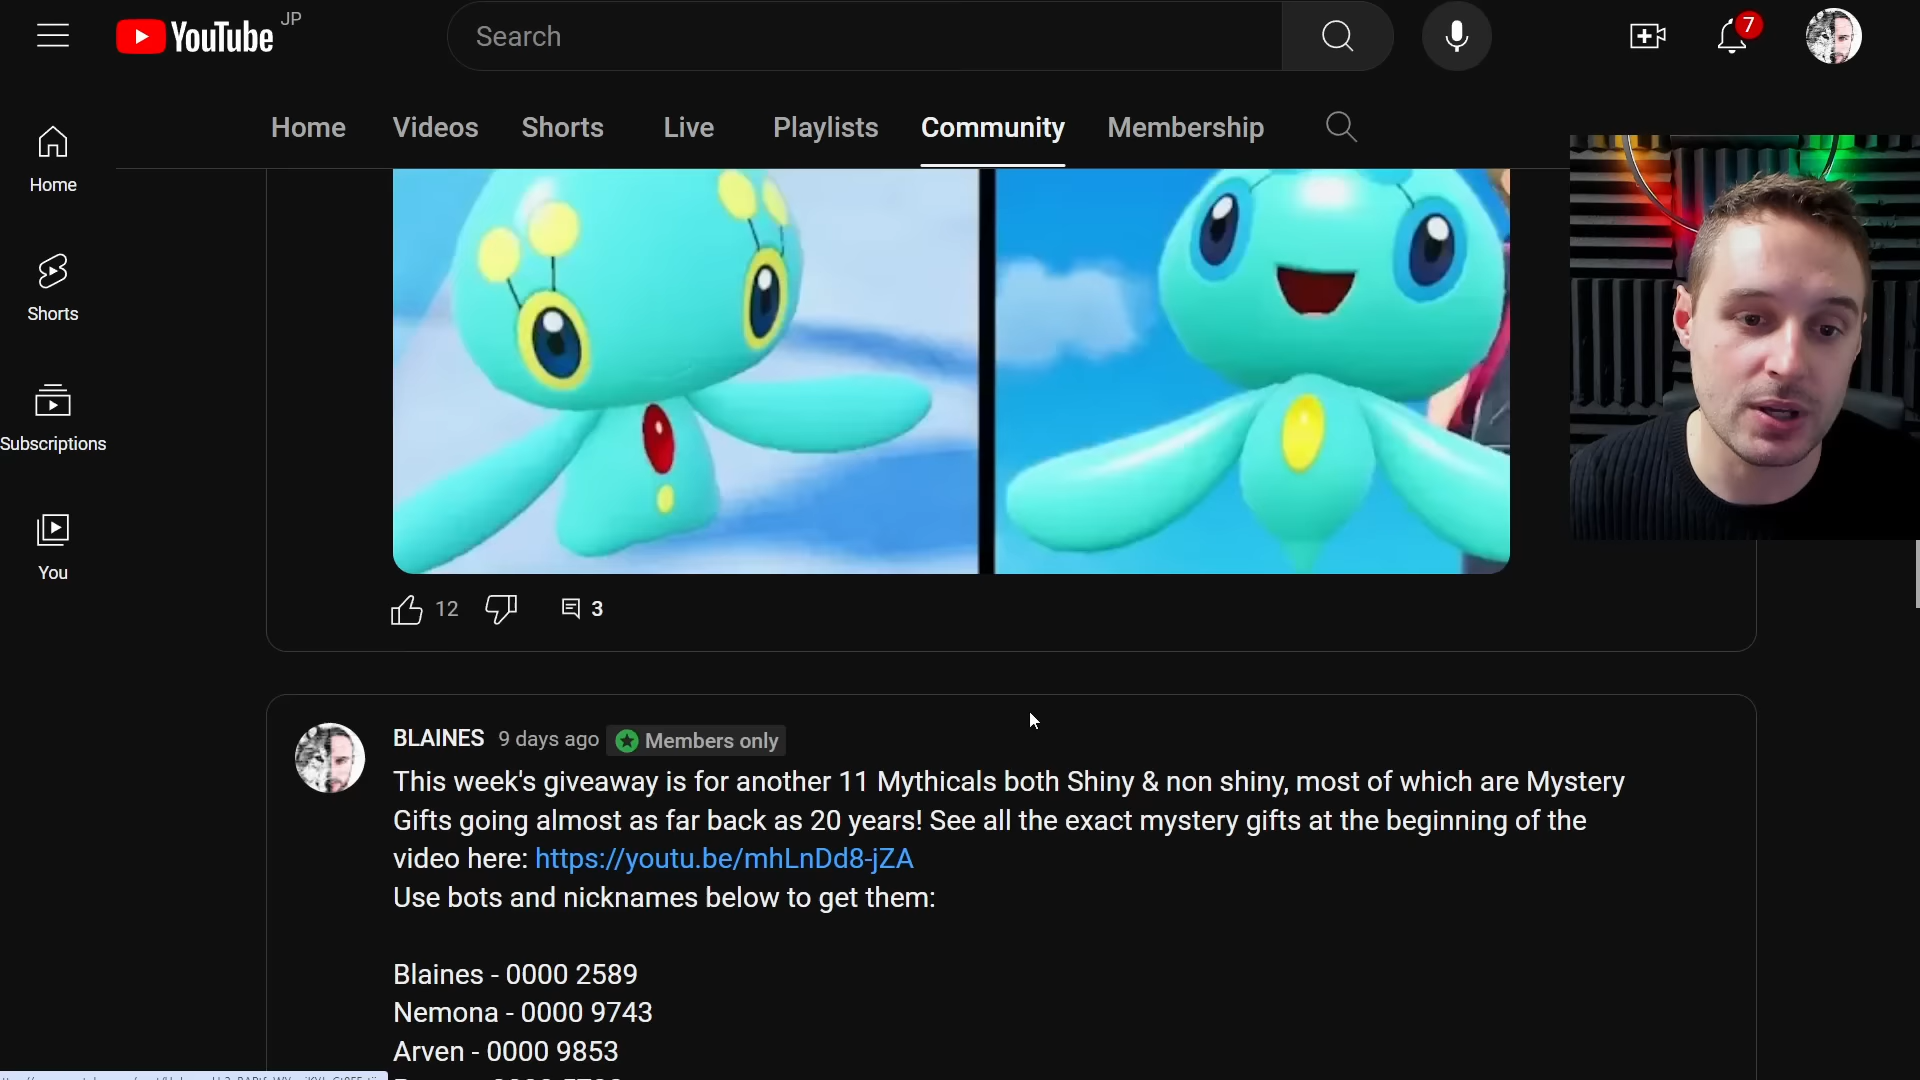 YouTube JP
Search
7
Home Videos Shorts Live Playlists Community Membership
Home
Shorts
Subscriptions
You
12 3
BLAINES 9 days ago Members only
This week's giveaway is for another 11 Mythicals both Shiny & non shiny, most of which are Mystery
Gifts going almost as far back as 20 years! See all the exact mystery gifts at the beginning of the
video here: https://youtu.be/mhLnDd8-jZA
Use bots and nicknames below to get them:
Blaines - 0000 2589
Nemona - 0000 9743
Arven - 0000 9853